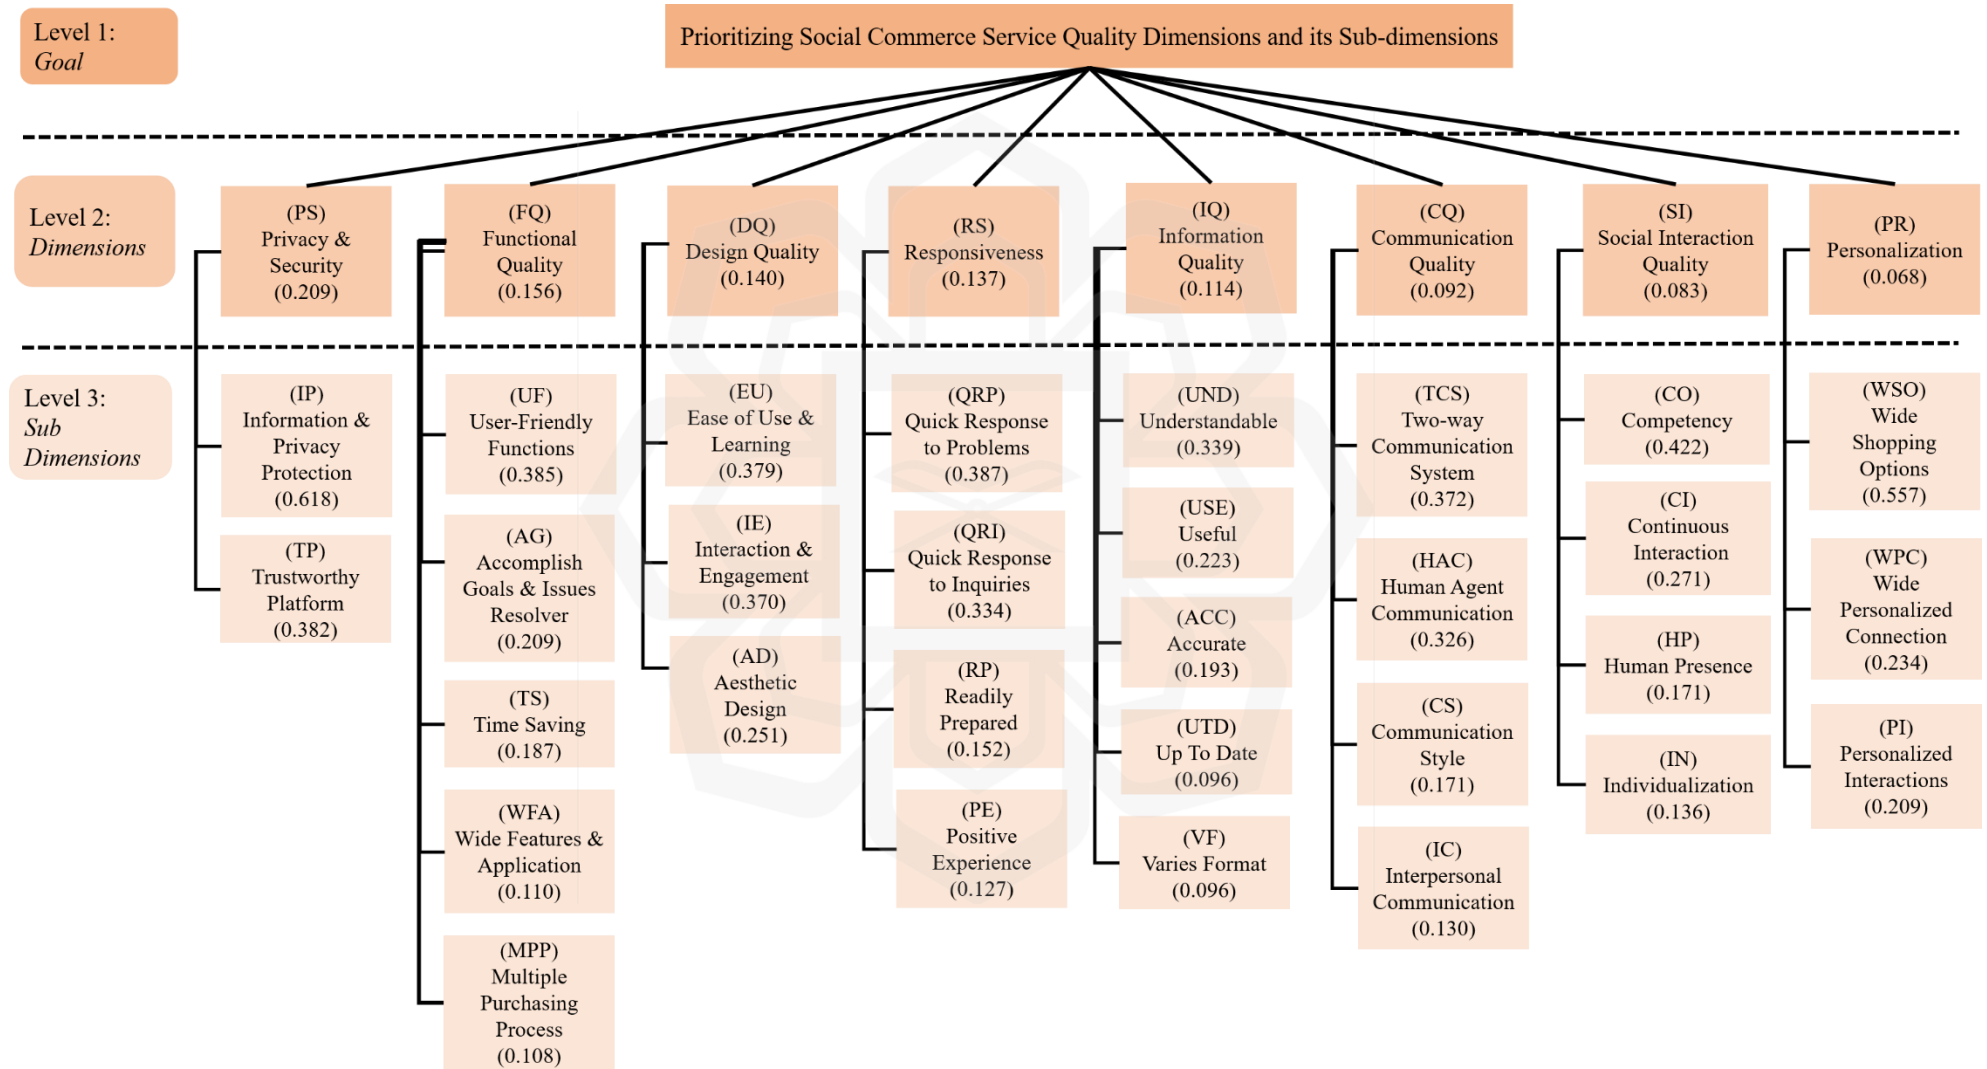 Level 1:
Goal
Prioritizing Social Commerce Service Quality Dimensions and its Sub-dimensions
Level 2:
Dimensions
(PS)
Privacy &
Security
(0.209)
(FQ)
Functional
Quality
(0.156)
(DQ)
Design Quality
(0.140)
(RS)
Responsiveness
(0.137)
(IQ)
Information
Quality
(0.114)
(CQ)
Communication
Quality
(0.092)
(SI)
Social Interaction
Quality
(0.083)
(PR)
Personalization
(0.068)
Level 3:
Sub
Dimensions
(IP)
Information &
Privacy
Protection
(0.618)
(TP)
Trustworthy
Platform
(0.382)
(UF)
User-Friendly
Functions
(0.385)
(AG)
Accomplish
Goals & Issues
Resolver
(0.209)
(TS)
Time Saving
(0.187)
(WFA)
Wide Features &
Application
(0.110)
(MPP)
Multiple
Purchasing
Process
(0.108)
(EU)
Ease of Use &
Learning
(0.379)
(IE)
Interaction &
Engagement
(0.370)
(AD)
Aesthetic
Design
(0.251)
(QRP)
Quick Response
to Problems
(0.387)
(QRI)
Quick Response
to Inquiries
(0.334)
(RP)
Readily
Prepared
(0.152)
(PE)
Positive
Experience
(0.127)
(UND)
Understandable
(0.339)
(USE)
Useful
(0.223)
(ACC)
Accurate
(0.193)
(UTD)
Up To Date
(0.096)
(VF)
Varies Format
(0.096)
(TCS)
Two-way
Communication
System
(0.372)
(HAC)
Human Agent
Communication
(0.326)
(CS)
Communication
Style
(0.171)
(IC)
Interpersonal
Communication
(0.130)
(CO)
Competency
(0.422)
(CI)
Continuous
Interaction
(0.271)
(HP)
Human Presence
(0.171)
(IN)
Individualization
(0.136)
(WSO)
Wide
Shopping
Options
(0.557)
(WPC)
Wide
Personalized
Connection
(0.234)
(PI)
Personalized
Interactions
(0.209)